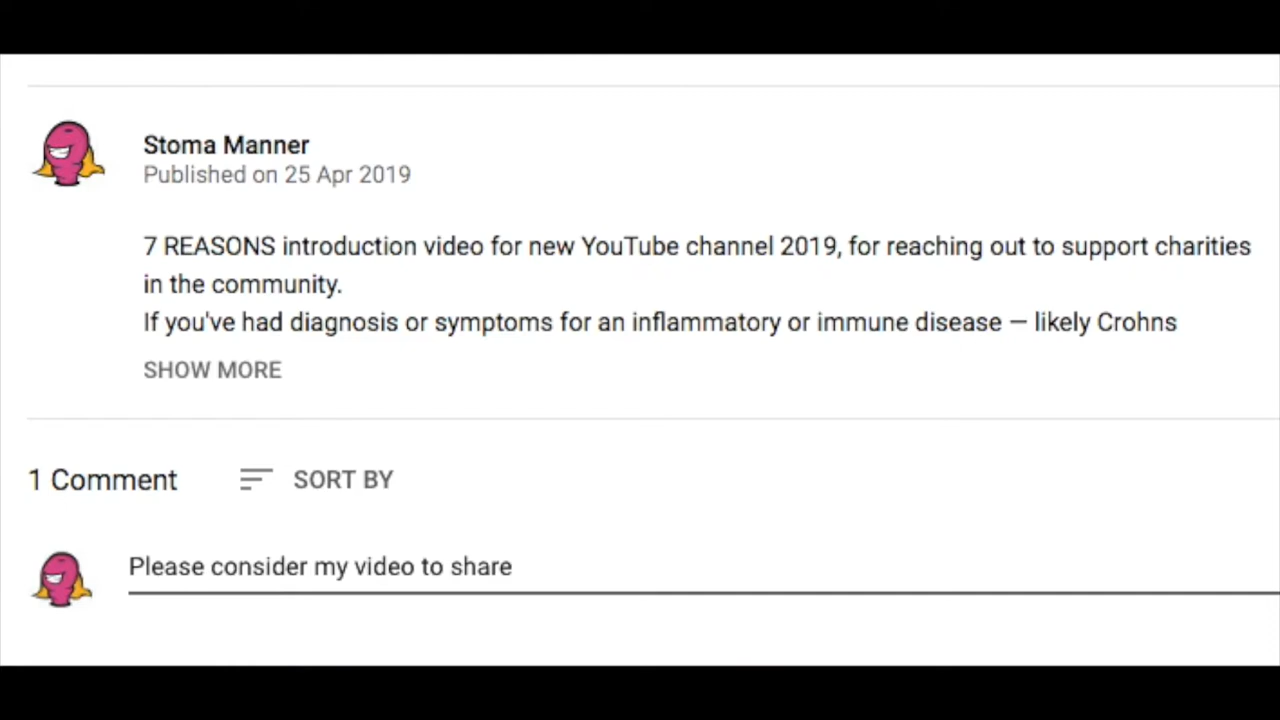 Stoma Manner
Published on 25 Apr 2019
7 REASONS introduction video for new YouTube channel 2019, for reaching out to support charities
in the community.
If you've had diagnosis or symptoms for an inflammatory or immune disease — likely Crohns
SHOW MORE
1 Comment SORT BY
Please consider my video to share